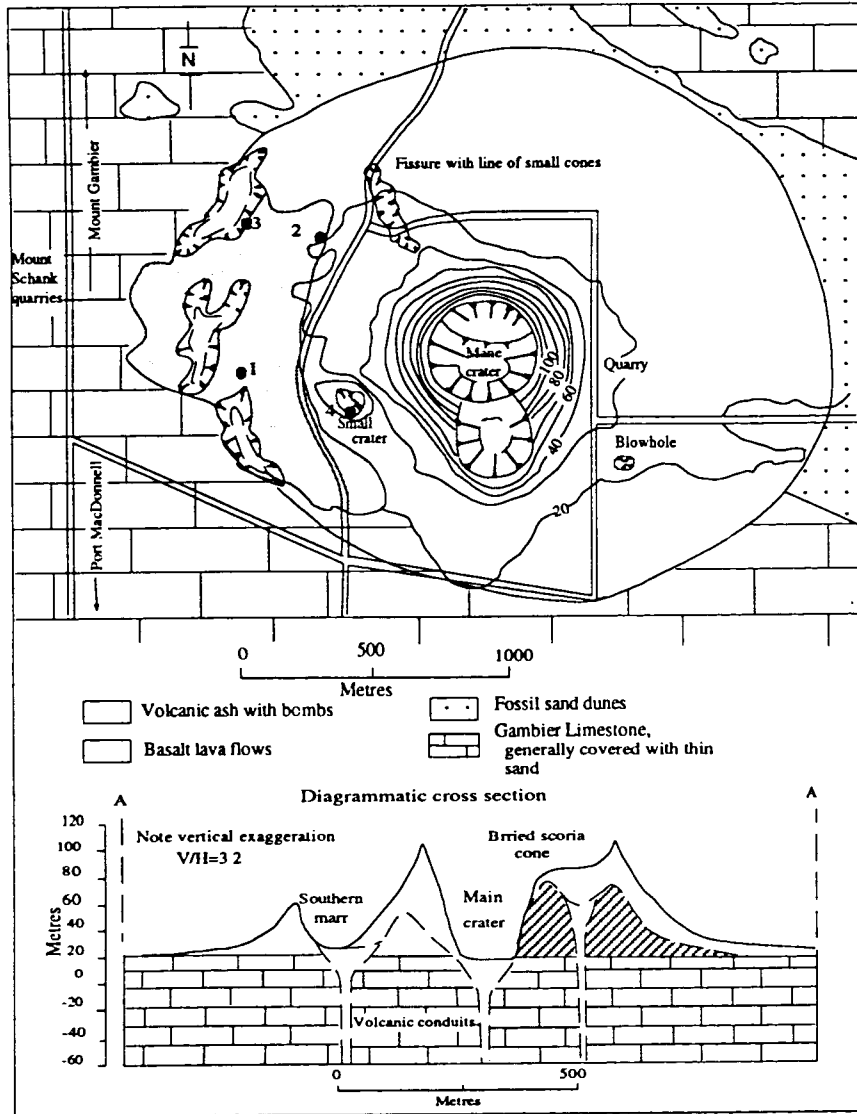 N
Mount Gambier
Fissure with line of small cones
3
2
Mount
Schank
quarries
Mane
crater
100
80
60
Quarry
1
4
Small
crater
40
Blowhole
20
Port MacDonnell
0
500
1000
Metres
Volcanic ash with bombs
Fossil sand dunes
Basalt lava flows
Gambier Limestone,
generally covered with thin
sand
Diagrammatic cross section
A
A
120
100
80
60
40
20
0
-20
-40
-60
Metres
Note vertical exaggeration
V/H=3 2
Brried scoria
cone
Southern
marr
Main
crater
Volcanic conduits
0
500
Metres